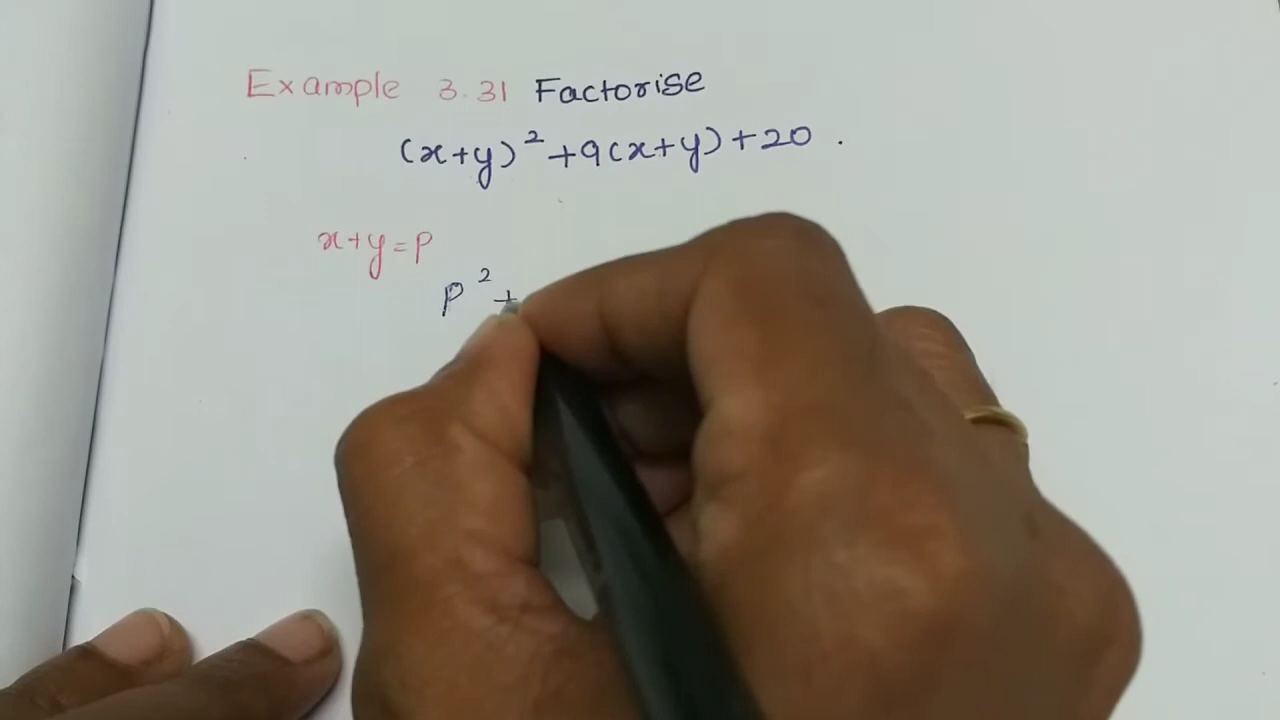 Example 3.31 Factorise
(x+y)² +9(x+y)+20 .
x+y=p
p² +